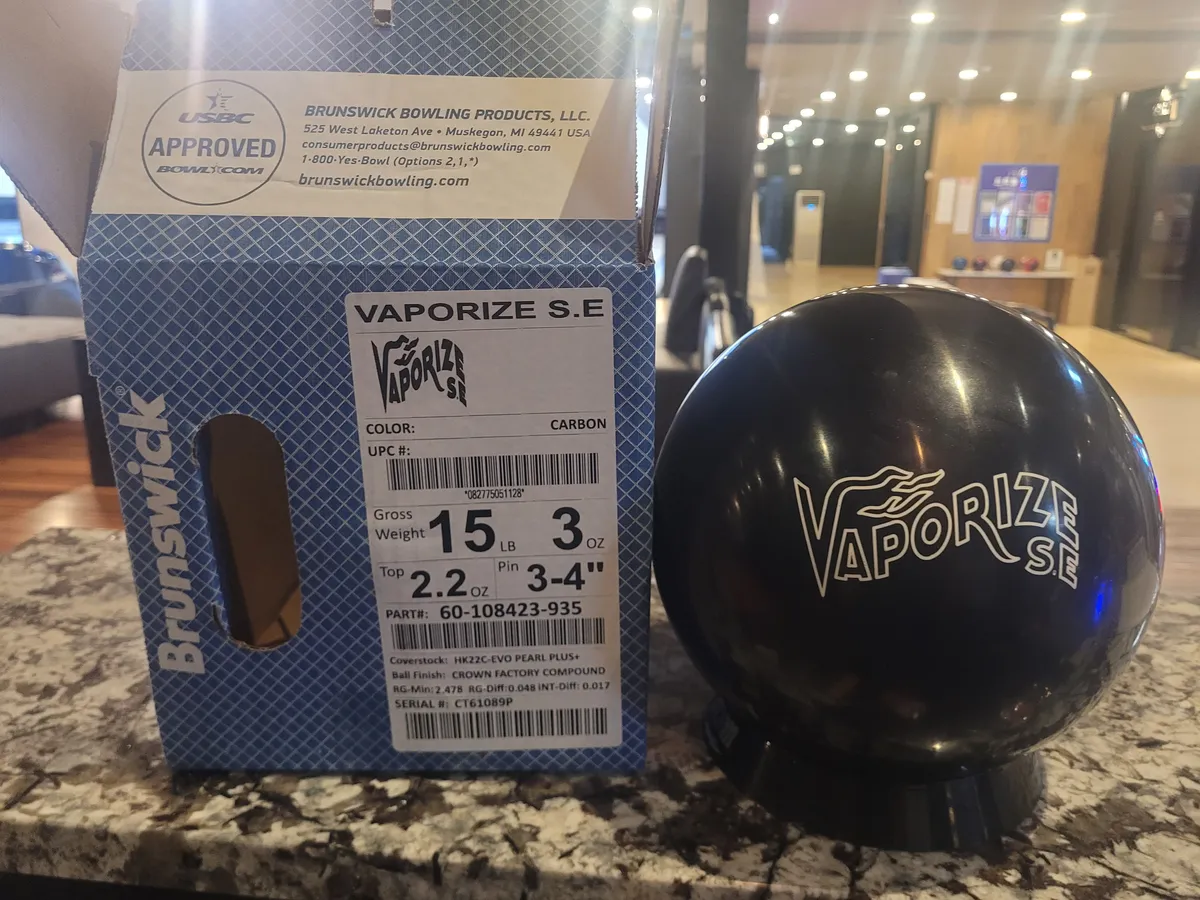 USBC
APPROVED
BOWL☆COM
BRUNSWICK BOWLING PRODUCTS, LLC.
525 West Laketon Ave • Muskegon, MI 49441 USA
consumerproducts@brunswickbowling.com
1-800-Yes-Bowl (Options 2,1,*)
brunswickbowling.com
Brunswick®
VAPORIZE S.E
VAPORIZE
SE
COLOR: CARBON
UPC #:
*082775051128*
Gross Weight 15 LB 3 OZ
Top 2.2 OZ Pin 3-4"
PART#: 60-108423-935
Coverstock: HK22C-EVO PEARL PLUS+
Ball Finish: CROWN FACTORY COMPOUND
RG-Min: 2.478 RG-Diff:0.048 INT-Diff: 0.017
SERIAL #: CT61089P
VAPORIZE
S.E